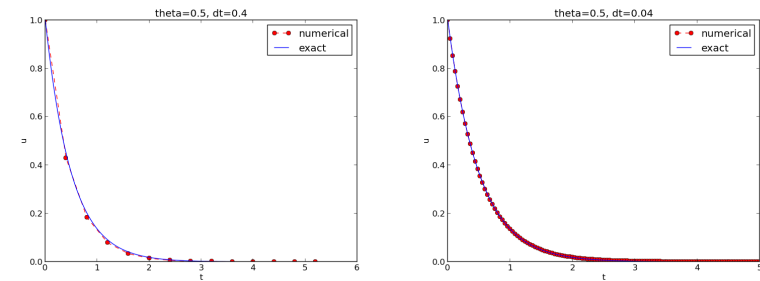 theta=0.5, dt=0.4
numerical
exact
1.0
0.8
0.6
0.4
0.2
0.0
u
0 1 2 3 4 5 6
t
theta=0.5, dt=0.04
numerical
exact
1.0
0.8
0.6
0.4
0.2
0.0
u
0 1 2 3 4 5
t